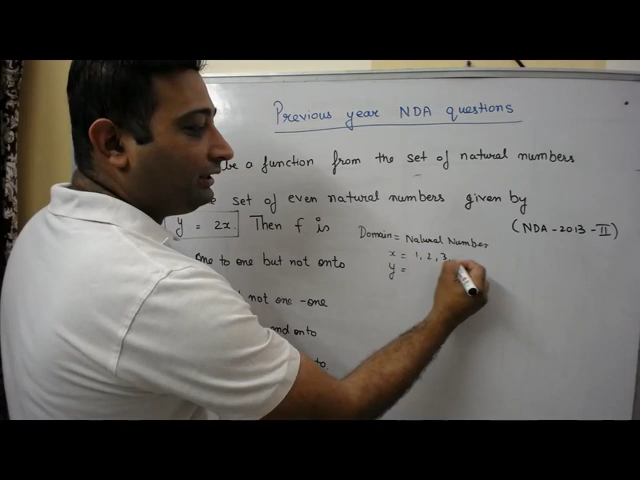 Previous year NDA questions
be a function from the set of natural numbers
set of even natural numbers given by
y = 2x Then f is
(NDA-2013-II)
Domain = Natural Number
x = 1, 2, 3,
y =
one to one but not onto
not one-one
and onto